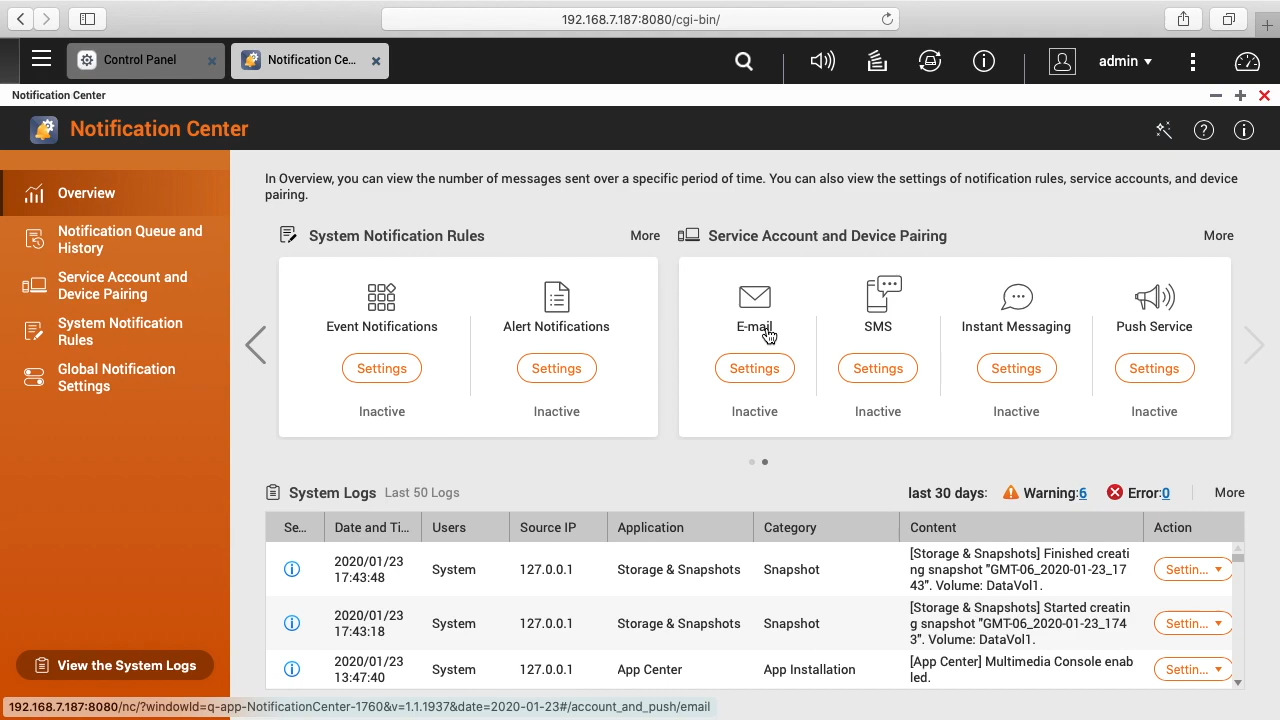 192.168.7.187:8080/cgi-bin/
Control Panel
Notification Ce...
admin
Notification Center
Notification Center
In Overview, you can view the number of messages sent over a specific period of time. You can also view the settings of notification rules, service accounts, and device
pairing.
Overview
Notification Queue and
History
Service Account and
Device Pairing
System Notification
Rules
Global Notification
Settings
View the System Logs
System Notification Rules
More
Event Notifications
Alert Notifications
Settings
Settings
Inactive
Inactive
Service Account and Device Pairing
More
E-mail
SMS
Instant Messaging
Push Service
Settings
Settings
Settings
Settings
Inactive
Inactive
Inactive
Inactive
System Logs Last 50 Logs
last 30 days: Warning:6 Error:0 More
Se... Date and Ti... Users Source IP Application Category Content Action
2020/01/23
17:43:48
System 127.0.0.1 Storage & Snapshots Snapshot
[Storage & Snapshots] Finished creati
ng snapshot "GMT-06_2020-01-23_17
43". Volume: DataVol1.
Settin...
2020/01/23
17:43:18
System 127.0.0.1 Storage & Snapshots Snapshot
[Storage & Snapshots] Started creatin
g snapshot "GMT-06_2020-01-23_174
3". Volume: DataVol1.
Settin...
2020/01/23
13:47:40
System 127.0.0.1 App Center App Installation
[App Center] Multimedia Console enab
led.
Settin...
192.168.7.187:8080/nc/?windowId=q-app-NotificationCenter-1760&v=1.1.1937&date=2020-01-23#/account_and_push/email